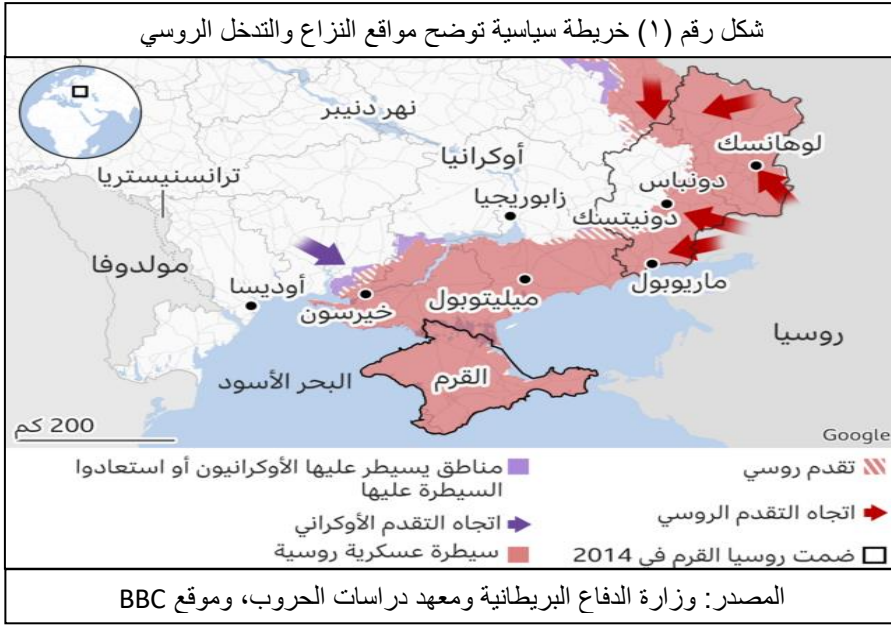 شكل رقم (١) خريطة سياسية توضح مواقع النزاع والتدخل الروسي
نهر دنيبر
أوكرانيا
لوهانسك
ترانسنيستريا
دونباس
زابوريجيا
دونيتسك
مولدوفا
أوديسا
ماريوبول
ميليتوبول
خيرسون
روسيا
القرم
البحر الأسود
200 كم
Google
تقدم روسي
مناطق يسيطر عليها الأوكرانيون أو استعادوا
السيطرة عليها
اتجاه التقدم الروسي
اتجاه التقدم الأوكراني
ضمت روسيا القرم في 2014
سيطرة عسكرية روسية
المصدر: وزارة الدفاع البريطانية ومعهد دراسات الحروب، وموقع BBC